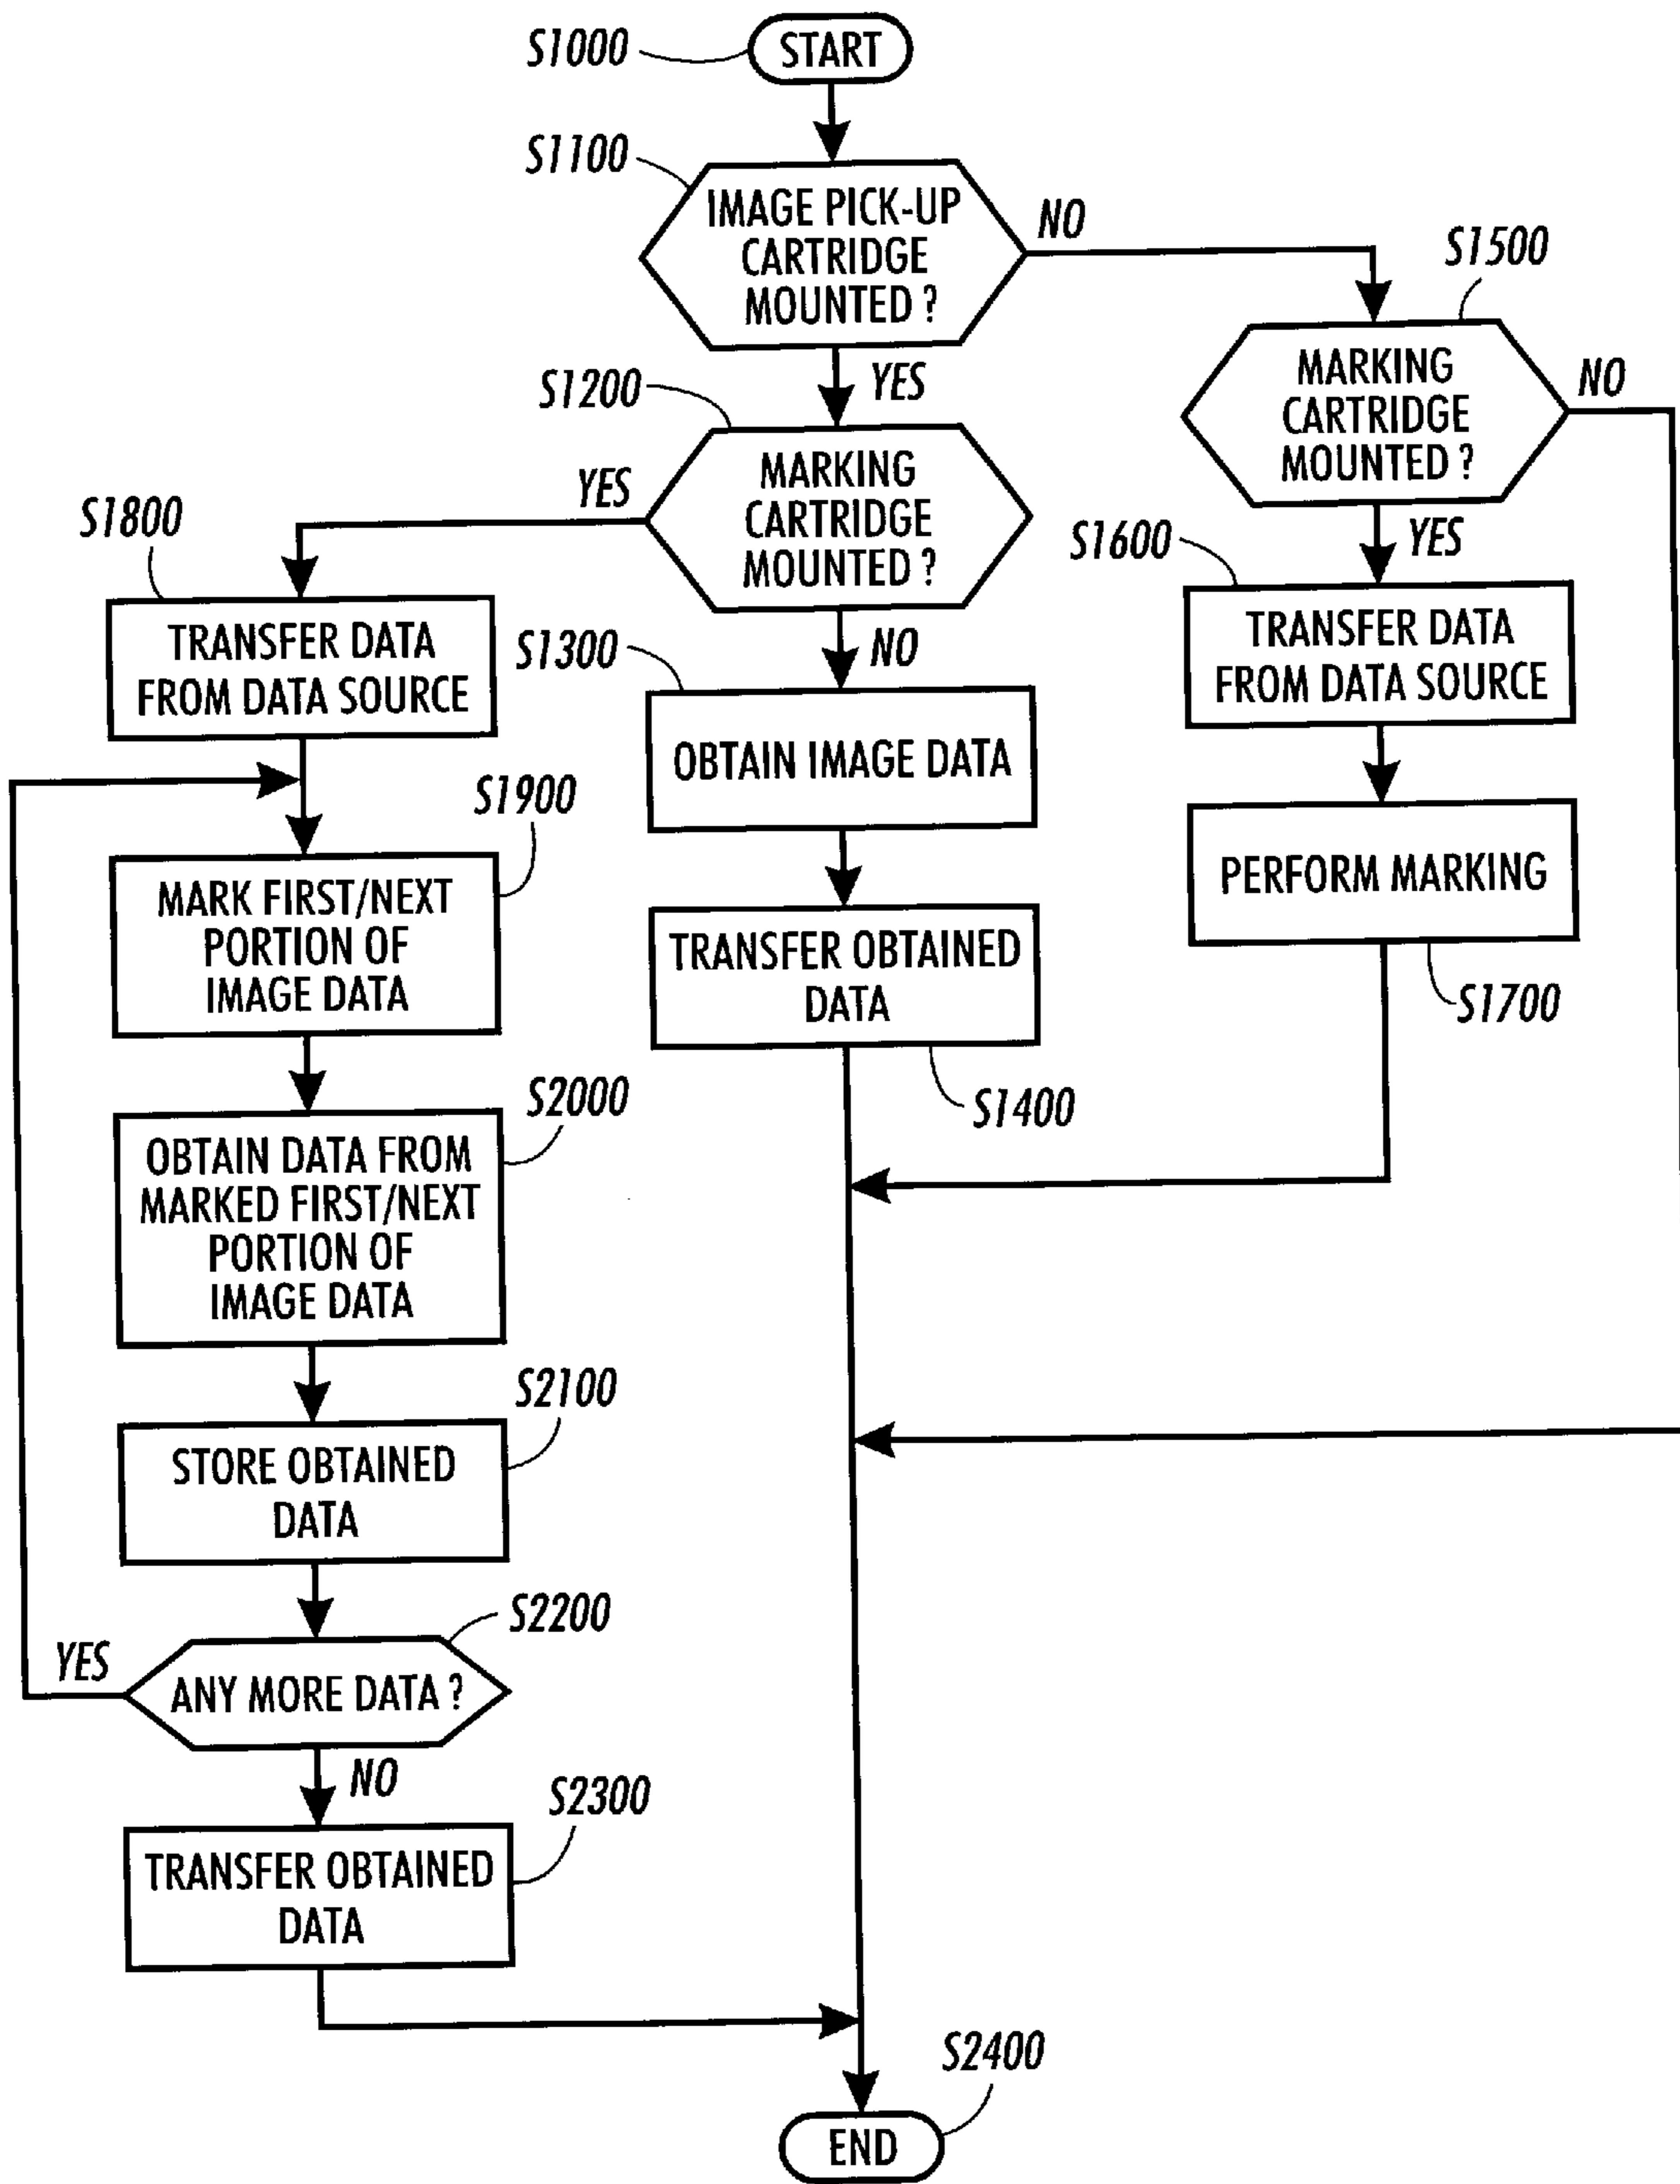 S1000
START
S1100
IMAGE PICK-UP
CARTRIDGE
MOUNTED ?
NO
YES
S1500
MARKING
CARTRIDGE
MOUNTED ?
NO
YES
S1200
MARKING
CARTRIDGE
MOUNTED ?
YES
NO
S1800
TRANSFER DATA
FROM DATA SOURCE
S1300
OBTAIN IMAGE DATA
S1600
TRANSFER DATA
FROM DATA SOURCE
S1900
MARK FIRST/NEXT
PORTION OF
IMAGE DATA
TRANSFER OBTAINED
DATA
S1400
PERFORM MARKING
S1700
S2000
OBTAIN DATA FROM
MARKED FIRST/NEXT
PORTION OF
IMAGE DATA
S2100
STORE OBTAINED
DATA
S2200
ANY MORE DATA ?
YES
NO
S2300
TRANSFER OBTAINED
DATA
S2400
END